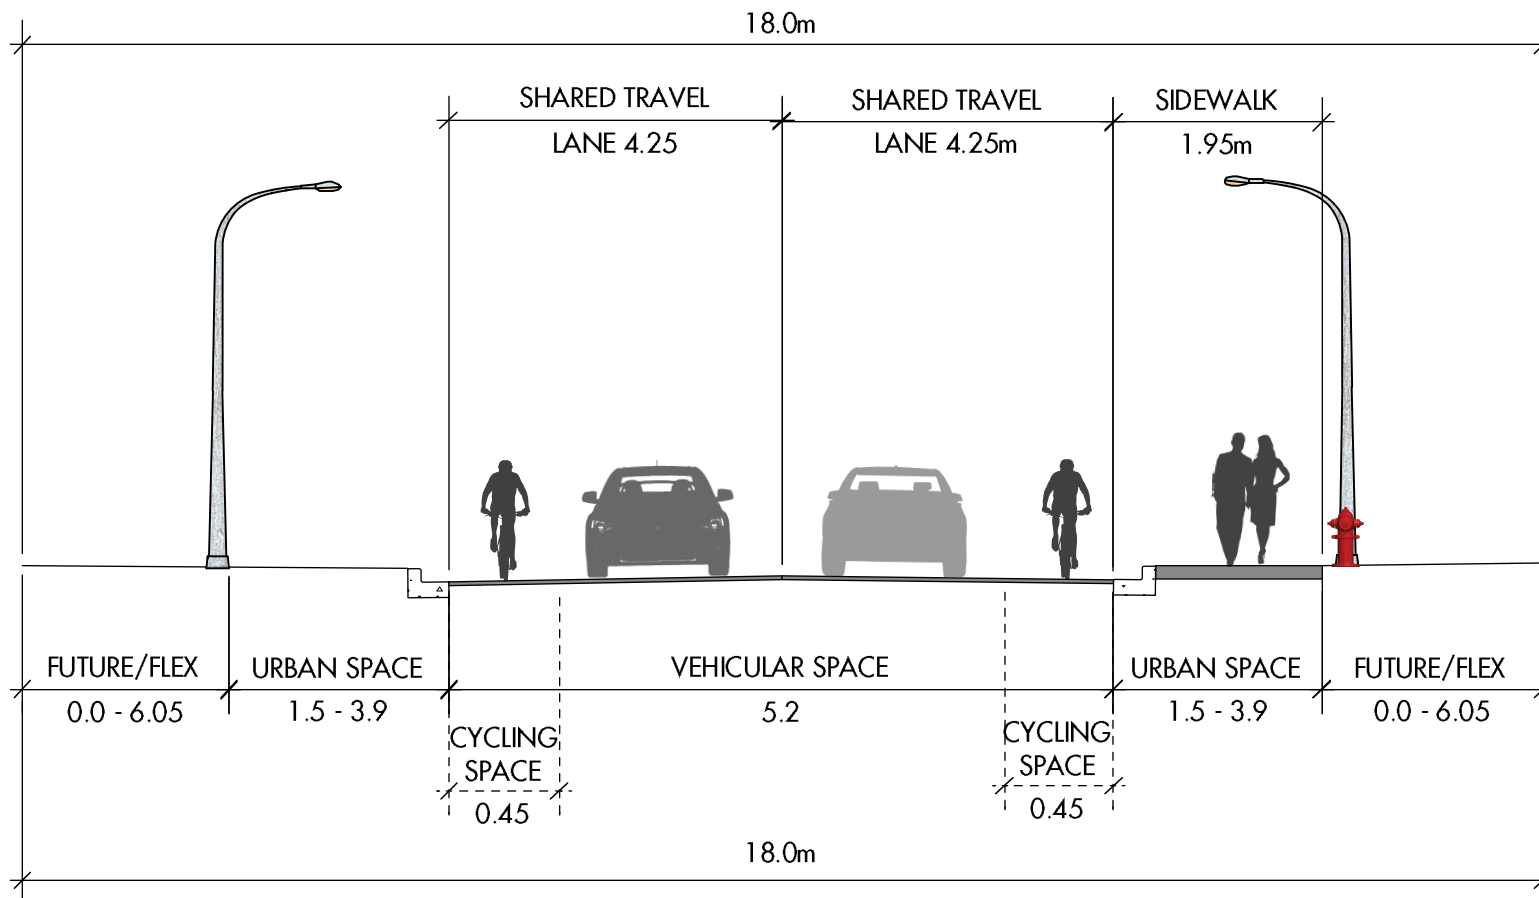 18.0m
SHARED TRAVEL
LANE 4.25
SHARED TRAVEL
LANE 4.25m
SIDEWALK
1.95m
FUTURE/FLEX
0.0 - 6.05
URBAN SPACE
1.5 - 3.9
VEHICULAR SPACE
5.2
URBAN SPACE
1.5 - 3.9
FUTURE/FLEX
0.0 - 6.05
CYCLING
SPACE
0.45
CYCLING
SPACE
0.45
18.0m